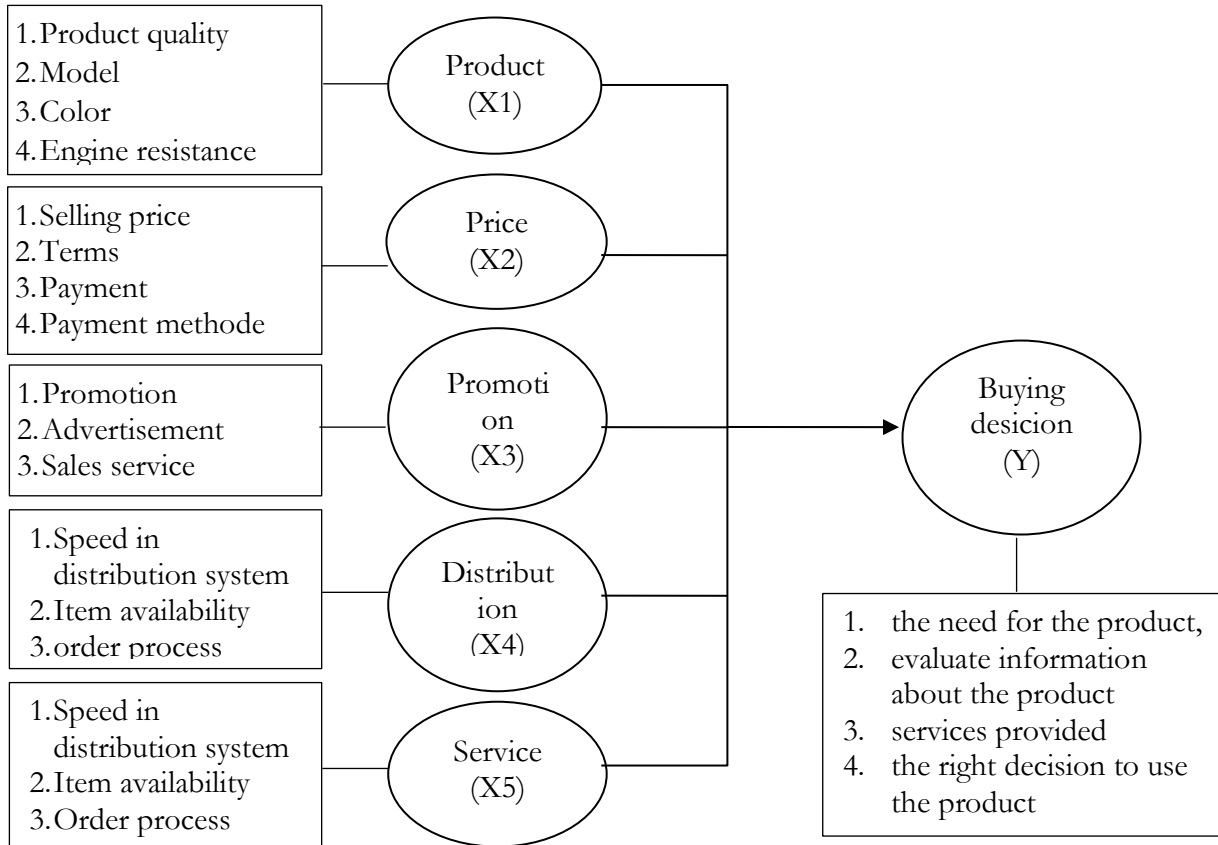 1.Product quality
2.Model
3.Color
4.Engine resistance
Product
(X1)
1.Selling price
2.Terms
3.Payment
4.Payment methode
Price
(X2)
1.Promotion
2.Advertisement
3.Sales service
Promoti
on
(X3)
1.Speed in
distribution system
2.Item availability
3.order process
Distribut
ion
(X4)
1.Speed in
distribution system
2.Item availability
3.Order process
Service
(X5)
Buying
desicion
(Y)
1. the need for the product,
2. evaluate information
about the product
3. services provided
4. the right decision to use
the product